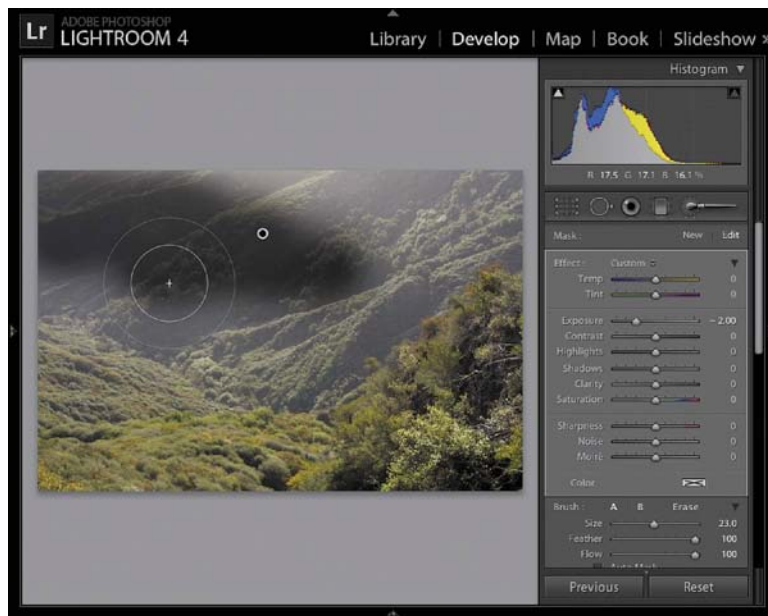 Lr
ADOBE PHOTOSHOP
LIGHTROOM 4
Library | Develop | Map | Book | Slideshow »
Histogram
R 17.5 G 17.1 B 16.1 %
Mask: New Edit
Effect: Custom
Temp 0
Tint 0
Exposure - 2.00
Contrast 0
Highlights 0
Shadows 0
Clarity 0
Saturation 0
Sharpness 0
Noise 0
Moiré 0
Color
Brush: A B Erase
Size 23.0
Feather 100
Flow 100
Auto Mask
Previous Reset